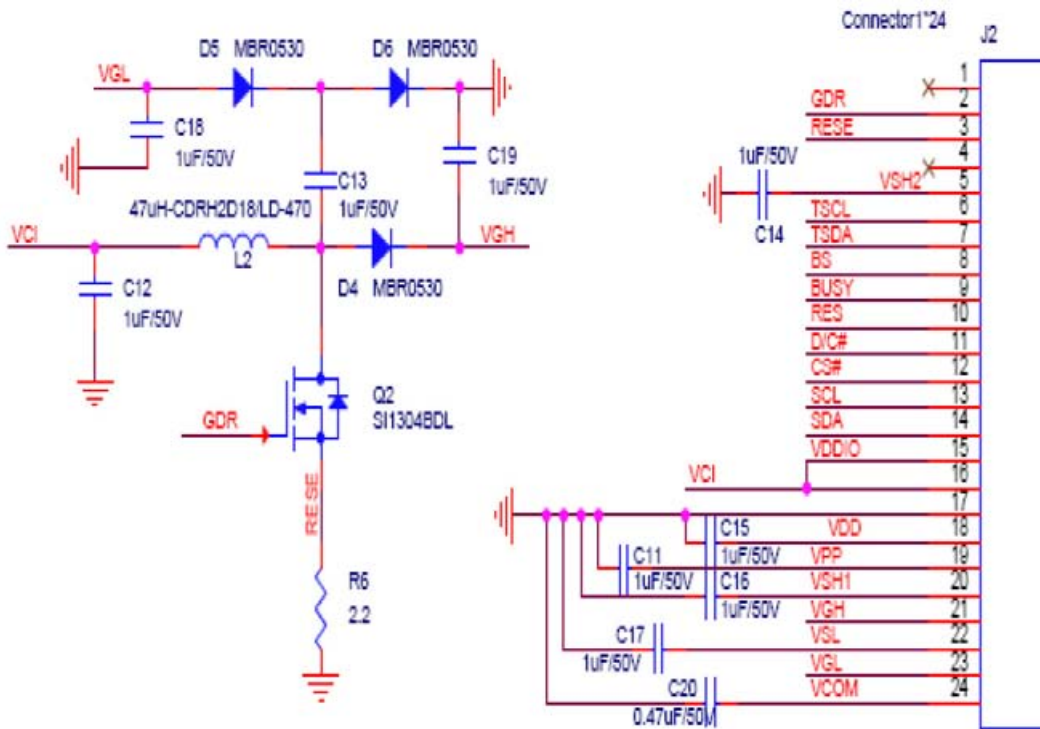 Connector1*24
J2
D5 MBR0530
D6 MBR0530
VGL
C18
1uF/50V
C19
1uF/50V
C13
1uF/50V
47uH-CDRH2D18/LD-470
VCI
L2
VGH
C12
1uF/50V
D4 MBR0530
Q2
SI1304BDL
GDR
RESE
R6
2.2
1
GDR 2
RESE 3
4
1uF/50V
VSH2 5
C14
TSCL 6
TSDA 7
BS 8
BUSY 9
RES 10
D/C# 11
CS# 12
SCL 13
SDA 14
VDDIO 15
VCI 16
17
C15 VDD 18
1uF/50V
C11 VPP 19
1uF/50V
C16 VSH1 20
1uF/50V
VGH 21
C17 VSL 22
1uF/50V
VGL 23
C20 VCOM 24
0.47uF/50V